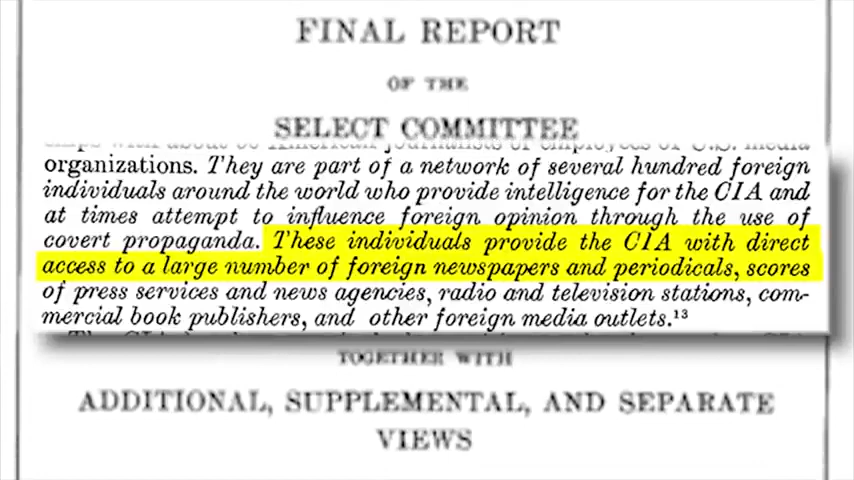 FINAL REPORT
OF THE
SELECT COMMITTEE
organizations. They are part of a network of several hundred foreign
individuals around the world who provide intelligence for the CIA and
at times attempt to influence foreign opinion through the use of
covert propaganda. These individuals provide the CIA with direct
access to a large number of foreign newspapers and periodicals, scores
of press services and news agencies, radio and television stations, com-
mercial book publishers, and other foreign media outlets.¹³
TOGETHER WITH
ADDITIONAL, SUPPLEMENTAL, AND SEPARATE
VIEWS